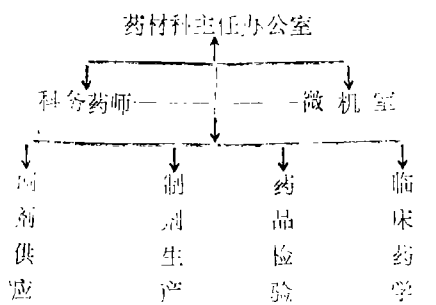 药材科主任办公室
科务药师
微机室
调剂供应
制剂生产
药品检验
临床药学